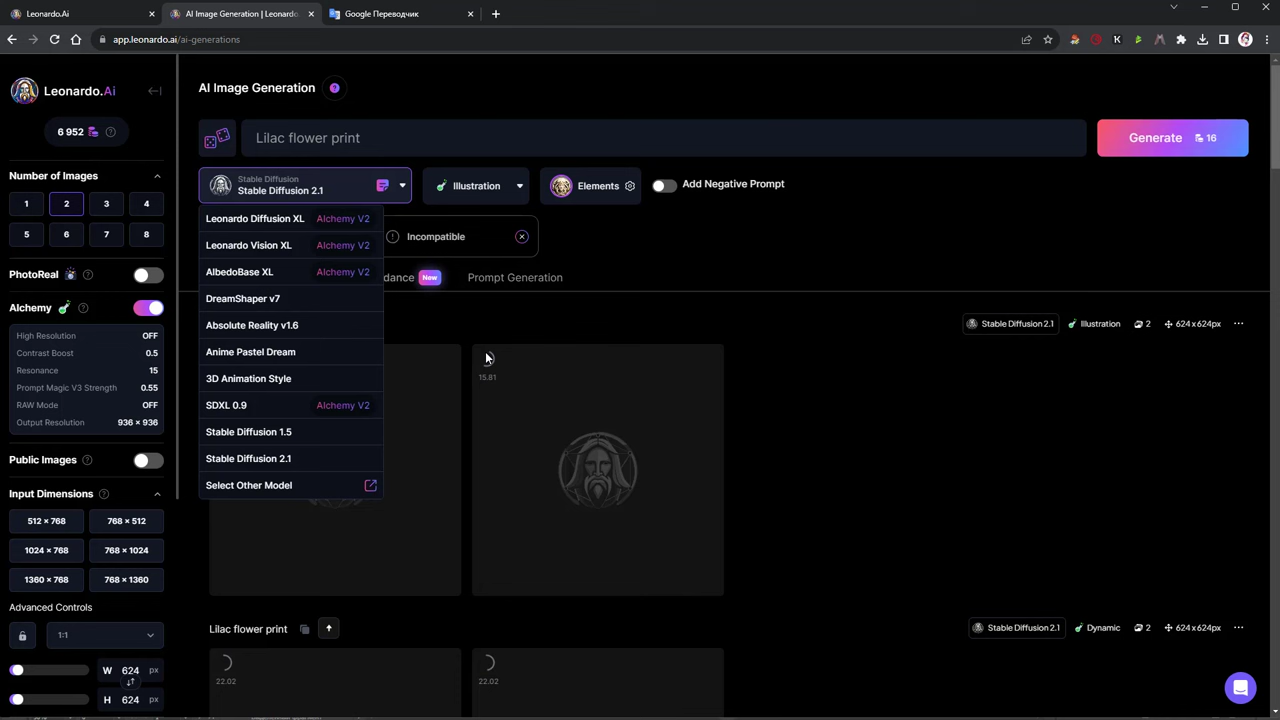 Leonardo.Ai
AI Image Generation | Leonardo
Google Переводчик
app.leonardo.ai/ai-generations
Leonardo.Ai
6 952
Number of Images
1
2
3
4
5
6
7
8
PhotoReal
Alchemy
High Resolution OFF
Contrast Boost 0.5
Resonance 15
Prompt Magic V3 Strength 0.55
RAW Mode OFF
Output Resolution 936 × 936
Public Images
Input Dimensions
512 × 768
768 × 512
1024 × 768
768 × 1024
1360 × 768
768 × 1360
Advanced Controls
1:1
W 624 px
H 624 px
AI Image Generation
Lilac flower print
Generate 16
Stable Diffusion
Stable Diffusion 2.1
Illustration
Elements
Add Negative Prompt
Leonardo Diffusion XL Alchemy V2
Leonardo Vision XL Alchemy V2
AlbedoBase XL Alchemy V2
DreamShaper v7
Absolute Reality v1.6
Anime Pastel Dream
3D Animation Style
SDXL 0.9 Alchemy V2
Stable Diffusion 1.5
Stable Diffusion 2.1
Select Other Model
Incompatible
dance New
Prompt Generation
Stable Diffusion 2.1
Illustration
2
624 × 624px
15.81
Lilac flower print
Stable Diffusion 2.1
Dynamic
2
624 × 624px
22.02
22.02